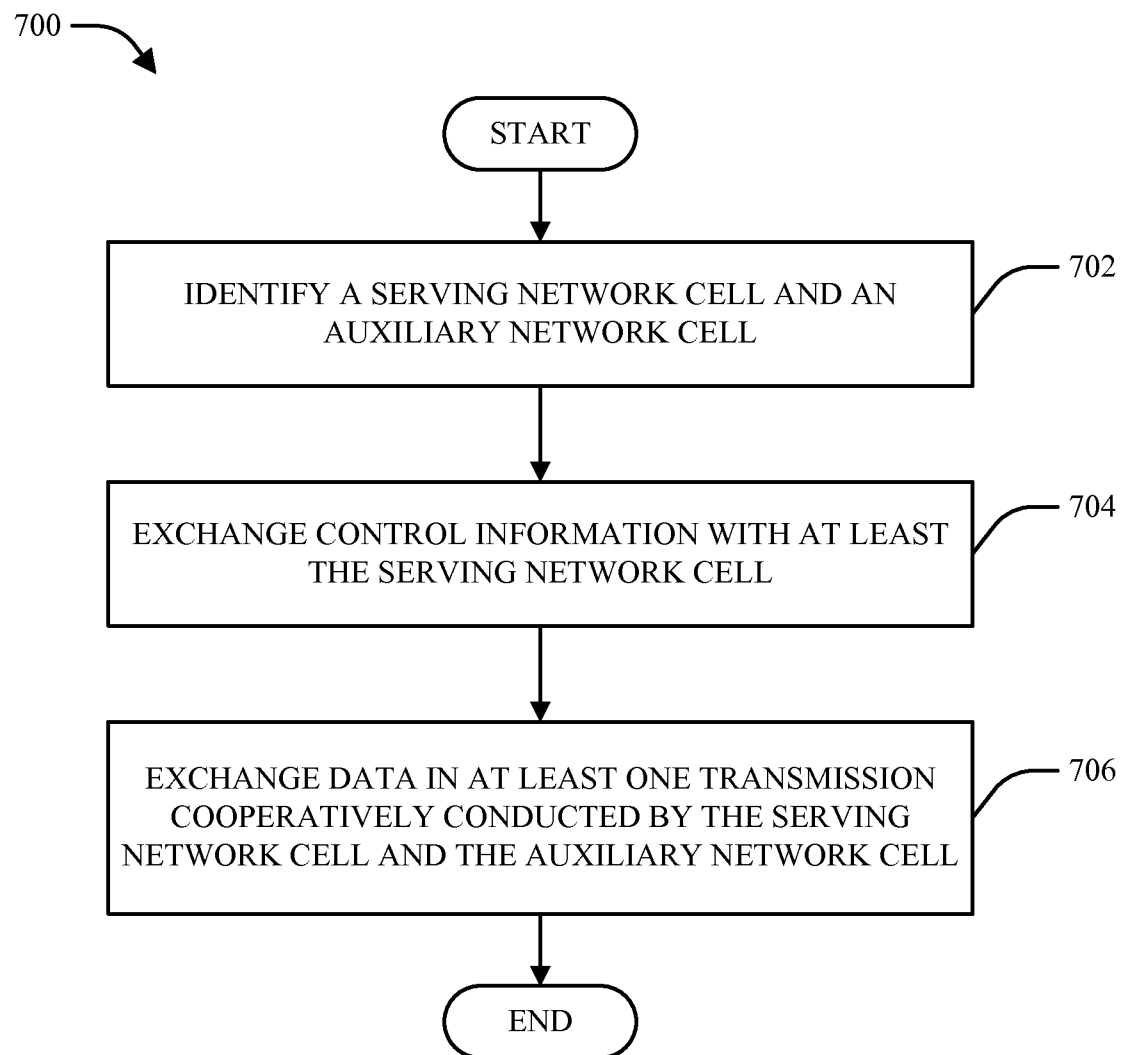 700
START
IDENTIFY A SERVING NETWORK CELL AND AN
AUXILIARY NETWORK CELL
702
EXCHANGE CONTROL INFORMATION WITH AT LEAST
THE SERVING NETWORK CELL
704
EXCHANGE DATA IN AT LEAST ONE TRANSMISSION
COOPERATIVELY CONDUCTED BY THE SERVING
NETWORK CELL AND THE AUXILIARY NETWORK CELL
706
END